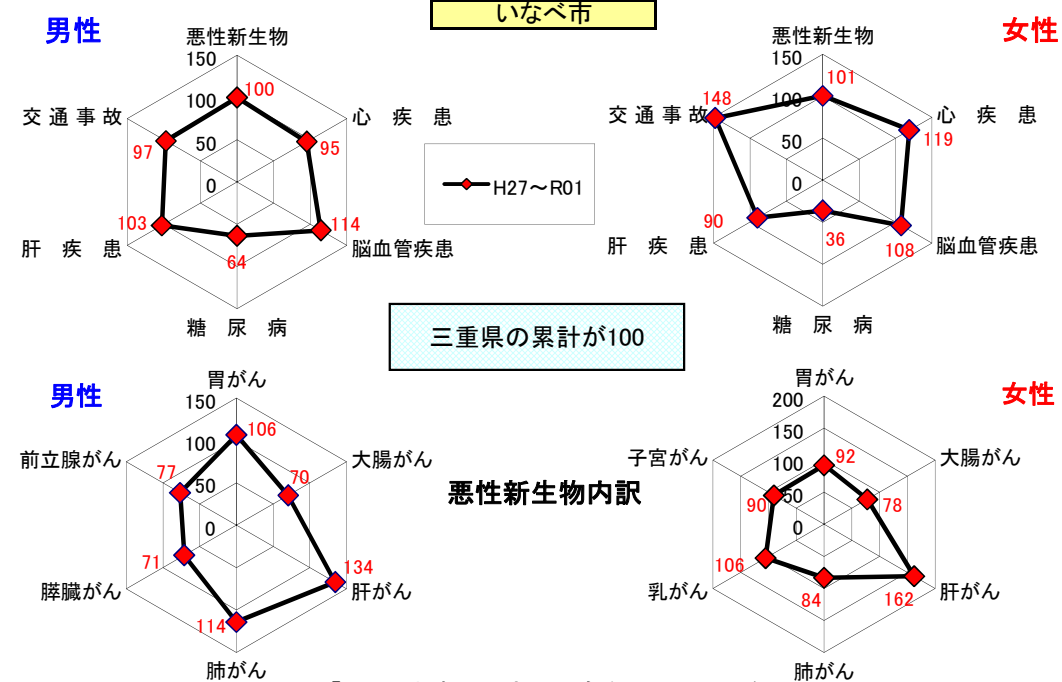 いなべ市
男性
悪性新生物
150
100
50
0
100
心　疾　患
95
脳血管疾患
114
糖　尿　病
64
肝　疾　患
103
交 通 事 故
97
H27～R01
女性
悪性新生物
150
100
50
0
101
心　疾　患
119
脳血管疾患
108
糖　尿　病
36
肝　疾　患
90
交 通 事 故
148
三重県の累計が100
男性
胃がん
150
100
50
0
106
大腸がん
70
肝がん
134
肺がん
114
膵臓がん
71
前立腺がん
77
悪性新生物内訳
女性
胃がん
200
150
100
50
0
92
大腸がん
78
肝がん
162
肺がん
84
乳がん
106
子宮がん
90